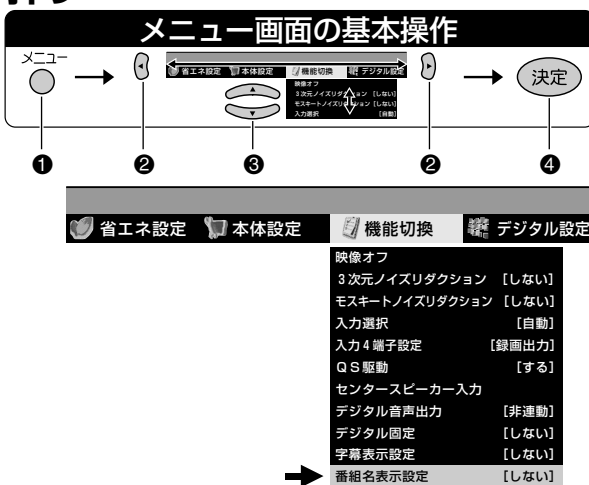 メニュー画面の基本操作
メニュー
省エネ設定 本体設定 機能切換 デジタル設定
映像オフ
3次元ノイズリダクション [しない]
モスキートノイズリダクション [しない]
入力選択 [自動]
決定
❶ ❷ ❸ ❷ ❹
省エネ設定 本体設定 機能切換 デジタル設定
映像オフ
3次元ノイズリダクション [しない]
モスキートノイズリダクション [しない]
入力選択 [自動]
入力4端子設定 [録画出力]
QS駆動 [する]
センタースピーカー入力
デジタル音声出力 [非連動]
デジタル固定 [しない]
字幕表示設定 [しない]
番組名表示設定 [しない]